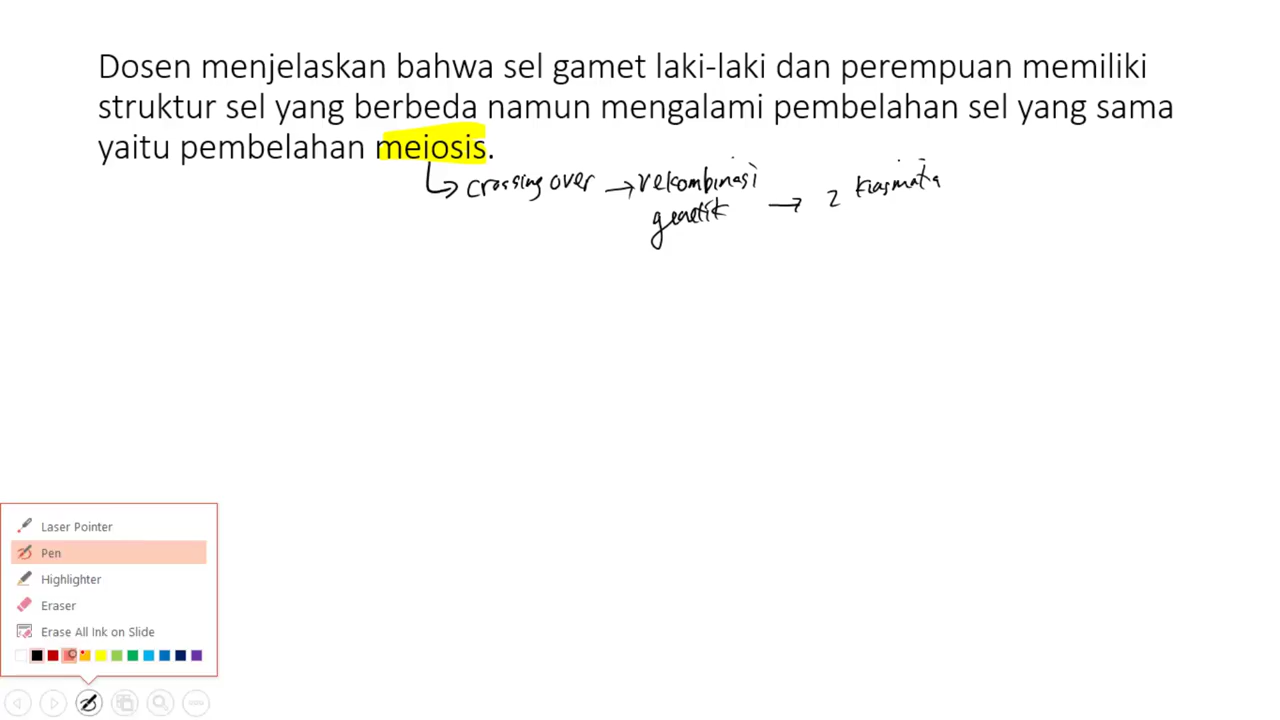 Dosen menjelaskan bahwa sel gamet laki-laki dan perempuan memiliki
struktur sel yang berbeda namun mengalami pembelahan sel yang sama
yaitu pembelahan meiosis.
crossing over → rekombinasi
genetik → 2 kiasmata
Laser Pointer
Pen
Highlighter
Eraser
Erase All Ink on Slide